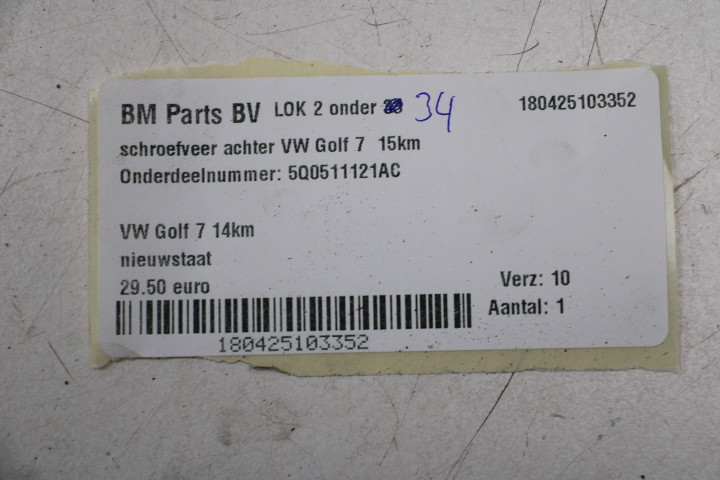 BM Parts BV LOK 2 onder 34 180425103352
schroefveer achter VW Golf 7 15km
Onderdeelnummer: 5Q0511121AC
VW Golf 7 14km
nieuwstaat
29.50 euro
Verz: 10
Aantal: 1
180425103352